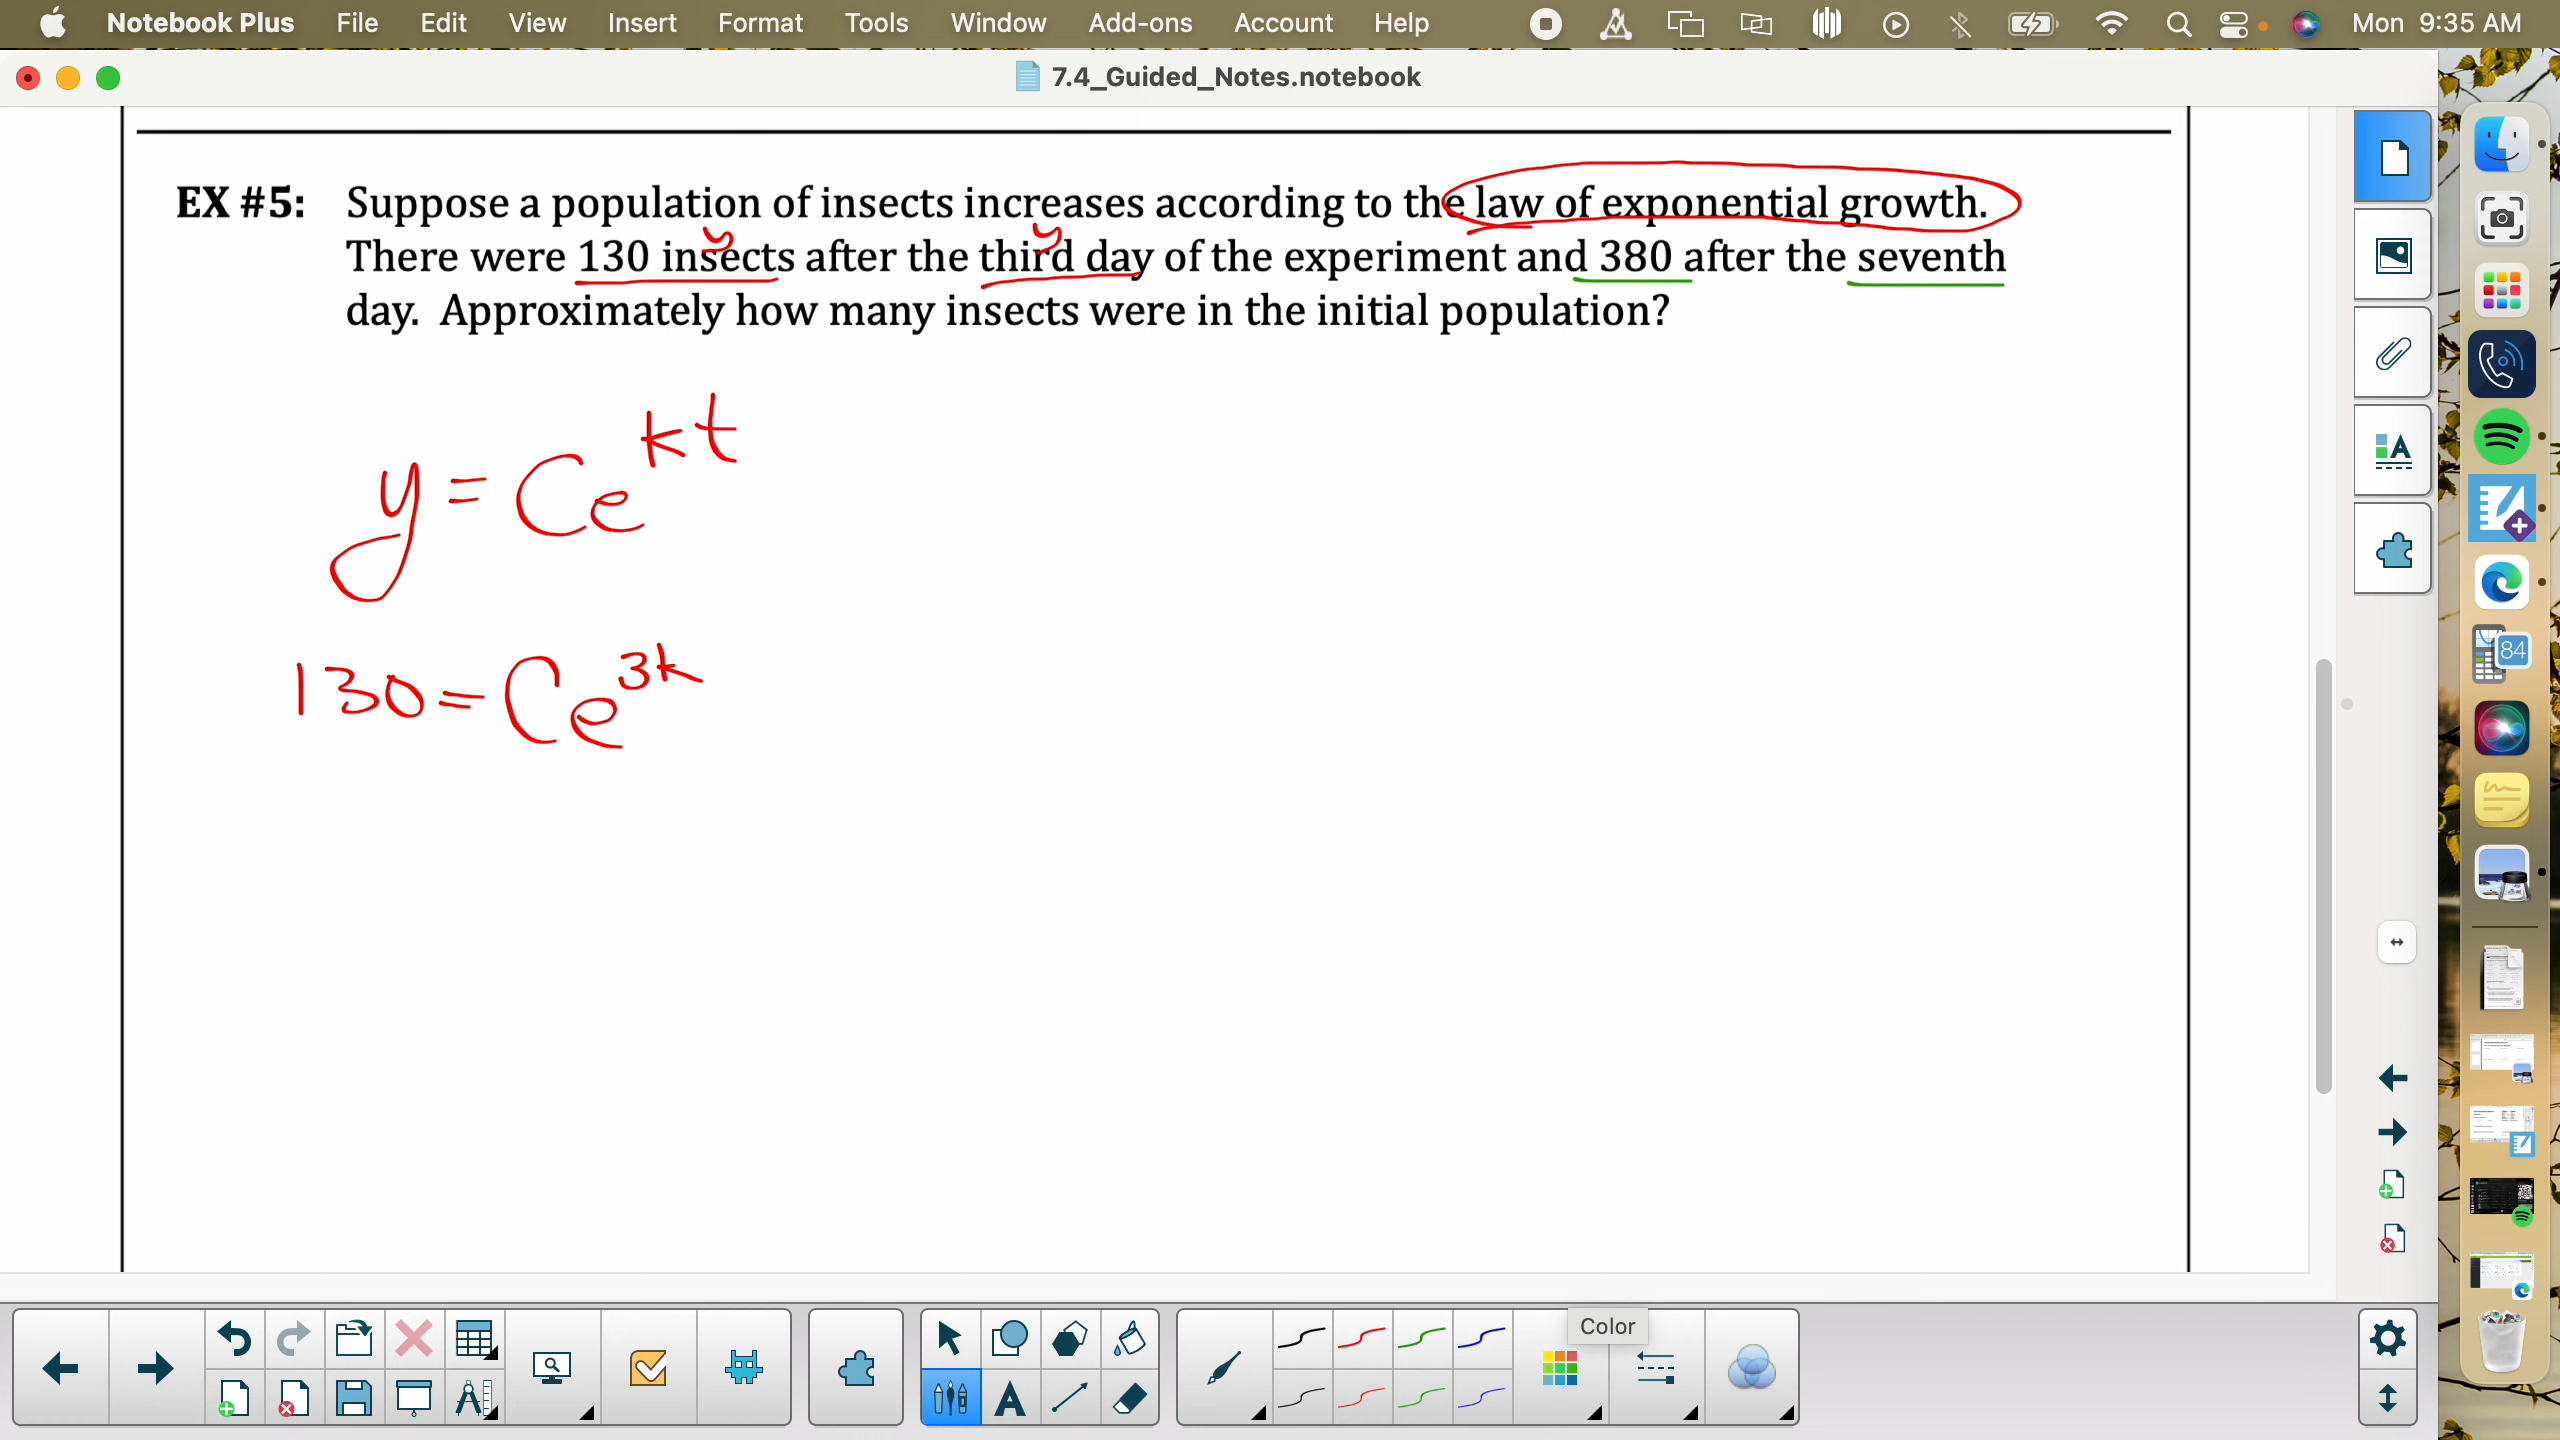 Notebook Plus File Edit View Insert Format Tools Window Add-ons Account Help Mon 9:35 AM
7.4_Guided_Notes.notebook
EX #5: Suppose a population of insects increases according to the law of exponential growth.
There were 130 insects after the third day of the experiment and 380 after the seventh
day. Approximately how many insects were in the initial population?
y = Ce^kt
130 = Ce^3k
84
Color